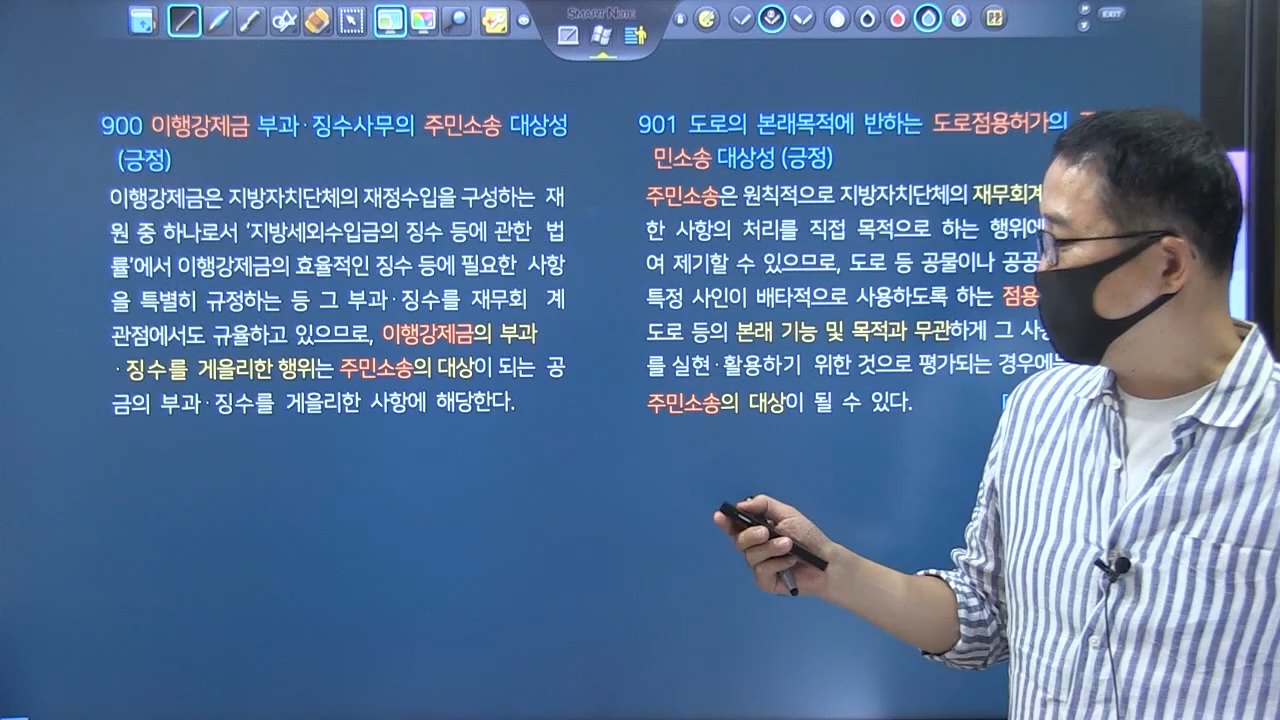 SMART NOTE
EXIT
900 이행강제금 부과·징수사무의 주민소송 대상성
(긍정)
이행강제금은 지방자치단체의 재정수입을 구성하는 재
원 중 하나로서 '지방세외수입금의 징수 등에 관한 법
률'에서 이행강제금의 효율적인 징수 등에 필요한 사항
을 특별히 규정하는 등 그 부과·징수를 재무회 계
관점에서도 규율하고 있으므로, 이행강제금의 부과
·징수를 게을리한 행위는 주민소송의 대상이 되는 공
금의 부과·징수를 게을리한 사항에 해당한다.
901 도로의 본래목적에 반하는 도로점용허가의
민소송 대상성 (긍정)
주민소송은 원칙적으로 지방자치단체의 재무회계
한 사항의 처리를 직접 목적으로 하는 행위에
여 제기할 수 있으므로, 도로 등 공물이나 공공
특정 사인이 배타적으로 사용하도록 하는 점용
도로 등의 본래 기능 및 목적과 무관하게 그 사
를 실현·활용하기 위한 것으로 평가되는 경우에는
주민소송의 대상이 될 수 있다.